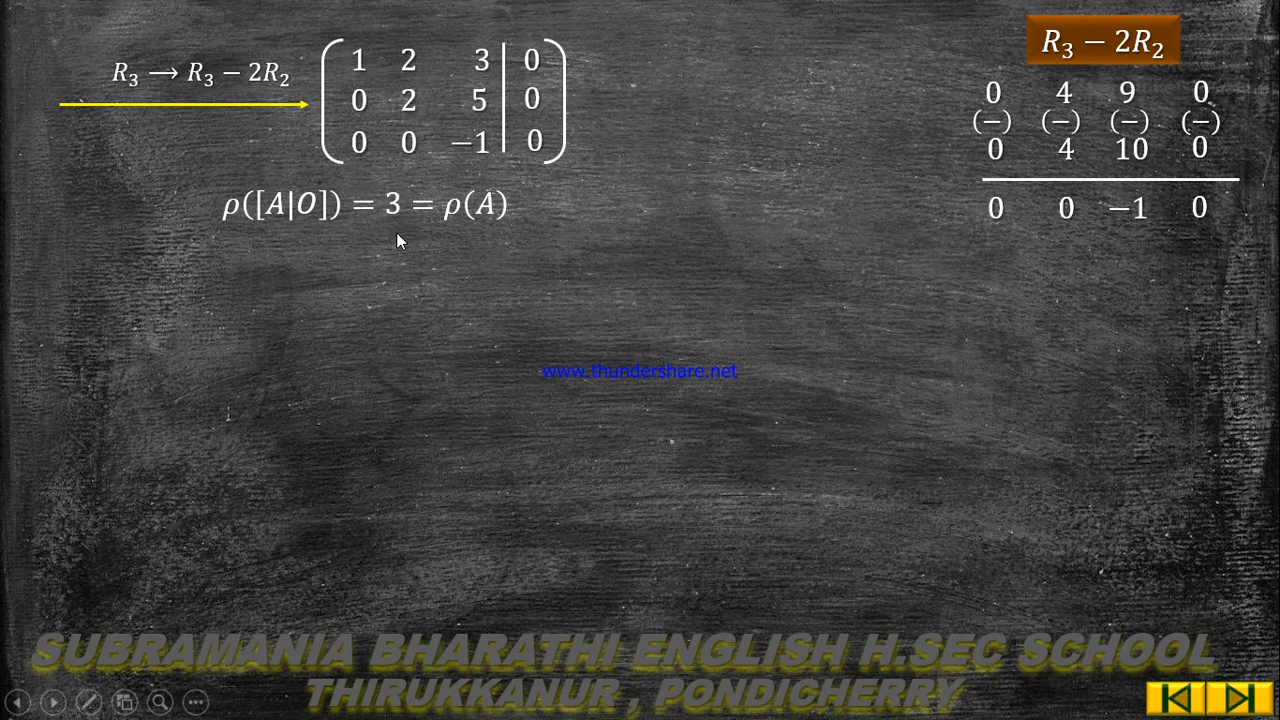 R₃ → R₃ − 2R₂
1 2 3 | 0
0 2 5 | 0
0 0 −1 | 0
ρ([A|O]) = 3 = ρ(A)
R₃ − 2R₂
0 4 9 0
(−) (−) (−) (−)
0 4 10 0
0 0 −1 0
www.thundershare.net
SUBRAMANIA BHARATHI ENGLISH H.SEC SCHOOL
THIRUKKANUR , PONDICHERRY